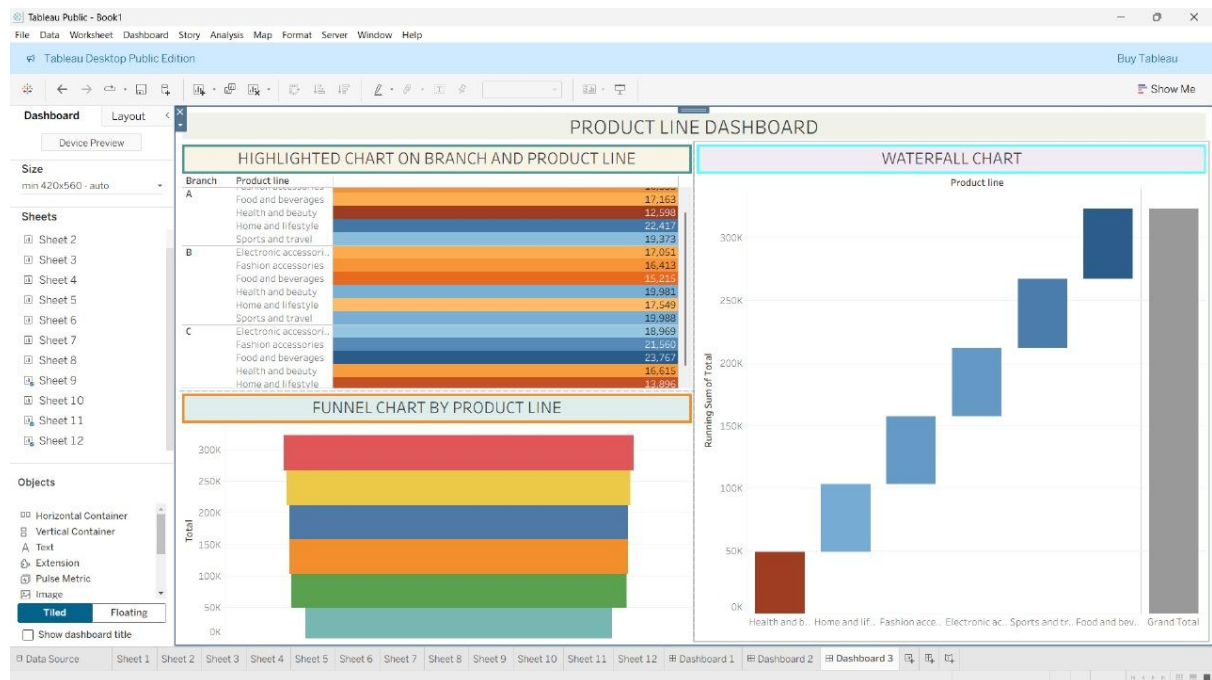 Tableau Public - Book1
File Data Worksheet Dashboard Story Analysis Map Format Server Window Help
Tableau Desktop Public Edition
Buy Tableau
Show Me
Dashboard Layout
Device Preview
Size
min 420x560 - auto
Sheets
Sheet 2
Sheet 3
Sheet 4
Sheet 5
Sheet 6
Sheet 7
Sheet 8
Sheet 9
Sheet 10
Sheet 11
Sheet 12
Objects
Horizontal Container
Vertical Container
Text
Extension
Pulse Metric
Image
Tiled Floating
Show dashboard title
PRODUCT LINE DASHBOARD
HIGHLIGHTED CHART ON BRANCH AND PRODUCT LINE
Branch Product line
A
Food and beverages 17,163
Health and beauty 12,598
Home and lifestyle 22,417
Sports and travel 19,373
B Electronic accessori.. 17,051
Fashion accessories 16,413
Food and beverages 15,215
Health and beauty 19,981
Home and lifestyle 17,549
Sports and travel 19,988
C Electronic accessori.. 18,969
Fashion accessories 21,560
Food and beverages 23,767
Health and beauty 16,615
Home and lifestyle 13,896
FUNNEL CHART BY PRODUCT LINE
Total
300K
250K
200K
150K
100K
50K
0K
WATERFALL CHART
Product line
Running Sum of Total
300K
250K
200K
150K
100K
50K
0K
Health and b.. Home and lif.. Fashion acce.. Electronic ac.. Sports and tr.. Food and bev.. Grand Total
Data Source Sheet 1 Sheet 2 Sheet 3 Sheet 4 Sheet 5 Sheet 6 Sheet 7 Sheet 8 Sheet 9 Sheet 10 Sheet 11 Sheet 12 Dashboard 1 Dashboard 2 Dashboard 3